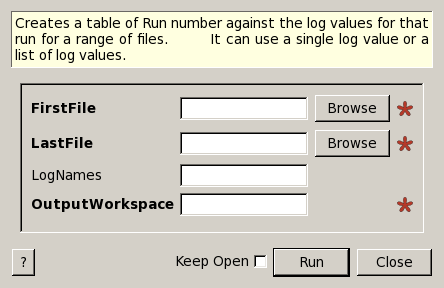 Creates a table of Run number against the log values for that
run for a range of files. It can use a single log value or a
list of log values.
FirstFile Browse
LastFile Browse
LogNames
OutputWorkspace
? Keep Open Run Close